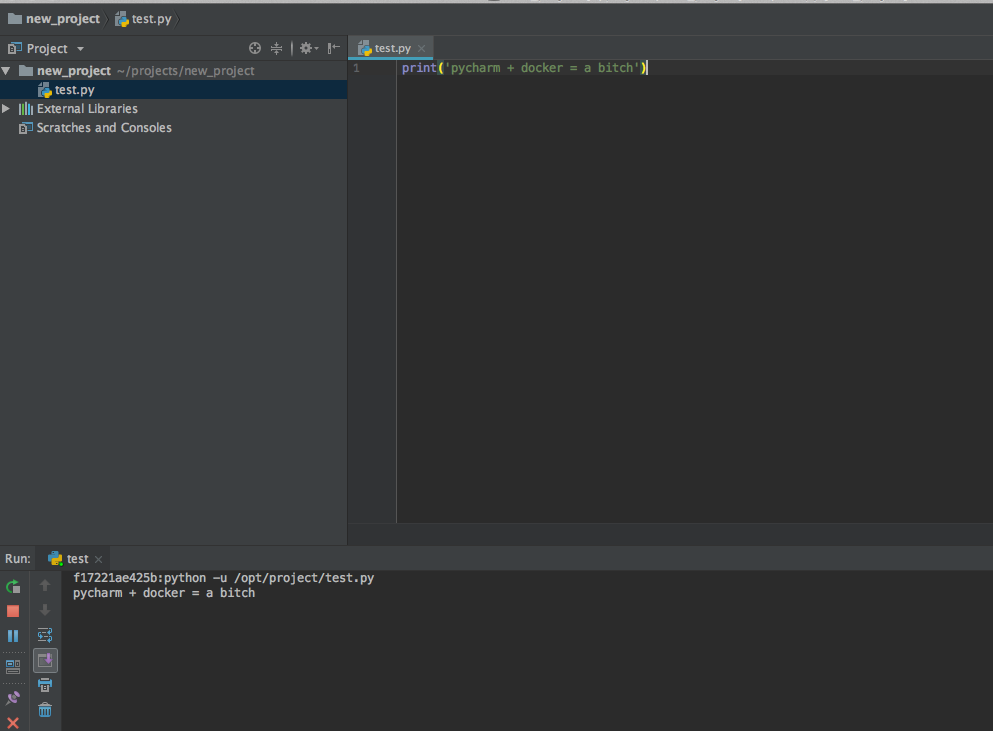 new_project test.py
Project
test.py
new_project ~/projects/new_project
test.py
External Libraries
Scratches and Consoles
1 print('pycharm + docker = a bitch')
Run: test
f17221ae425b:python -u /opt/project/test.py
pycharm + docker = a bitch